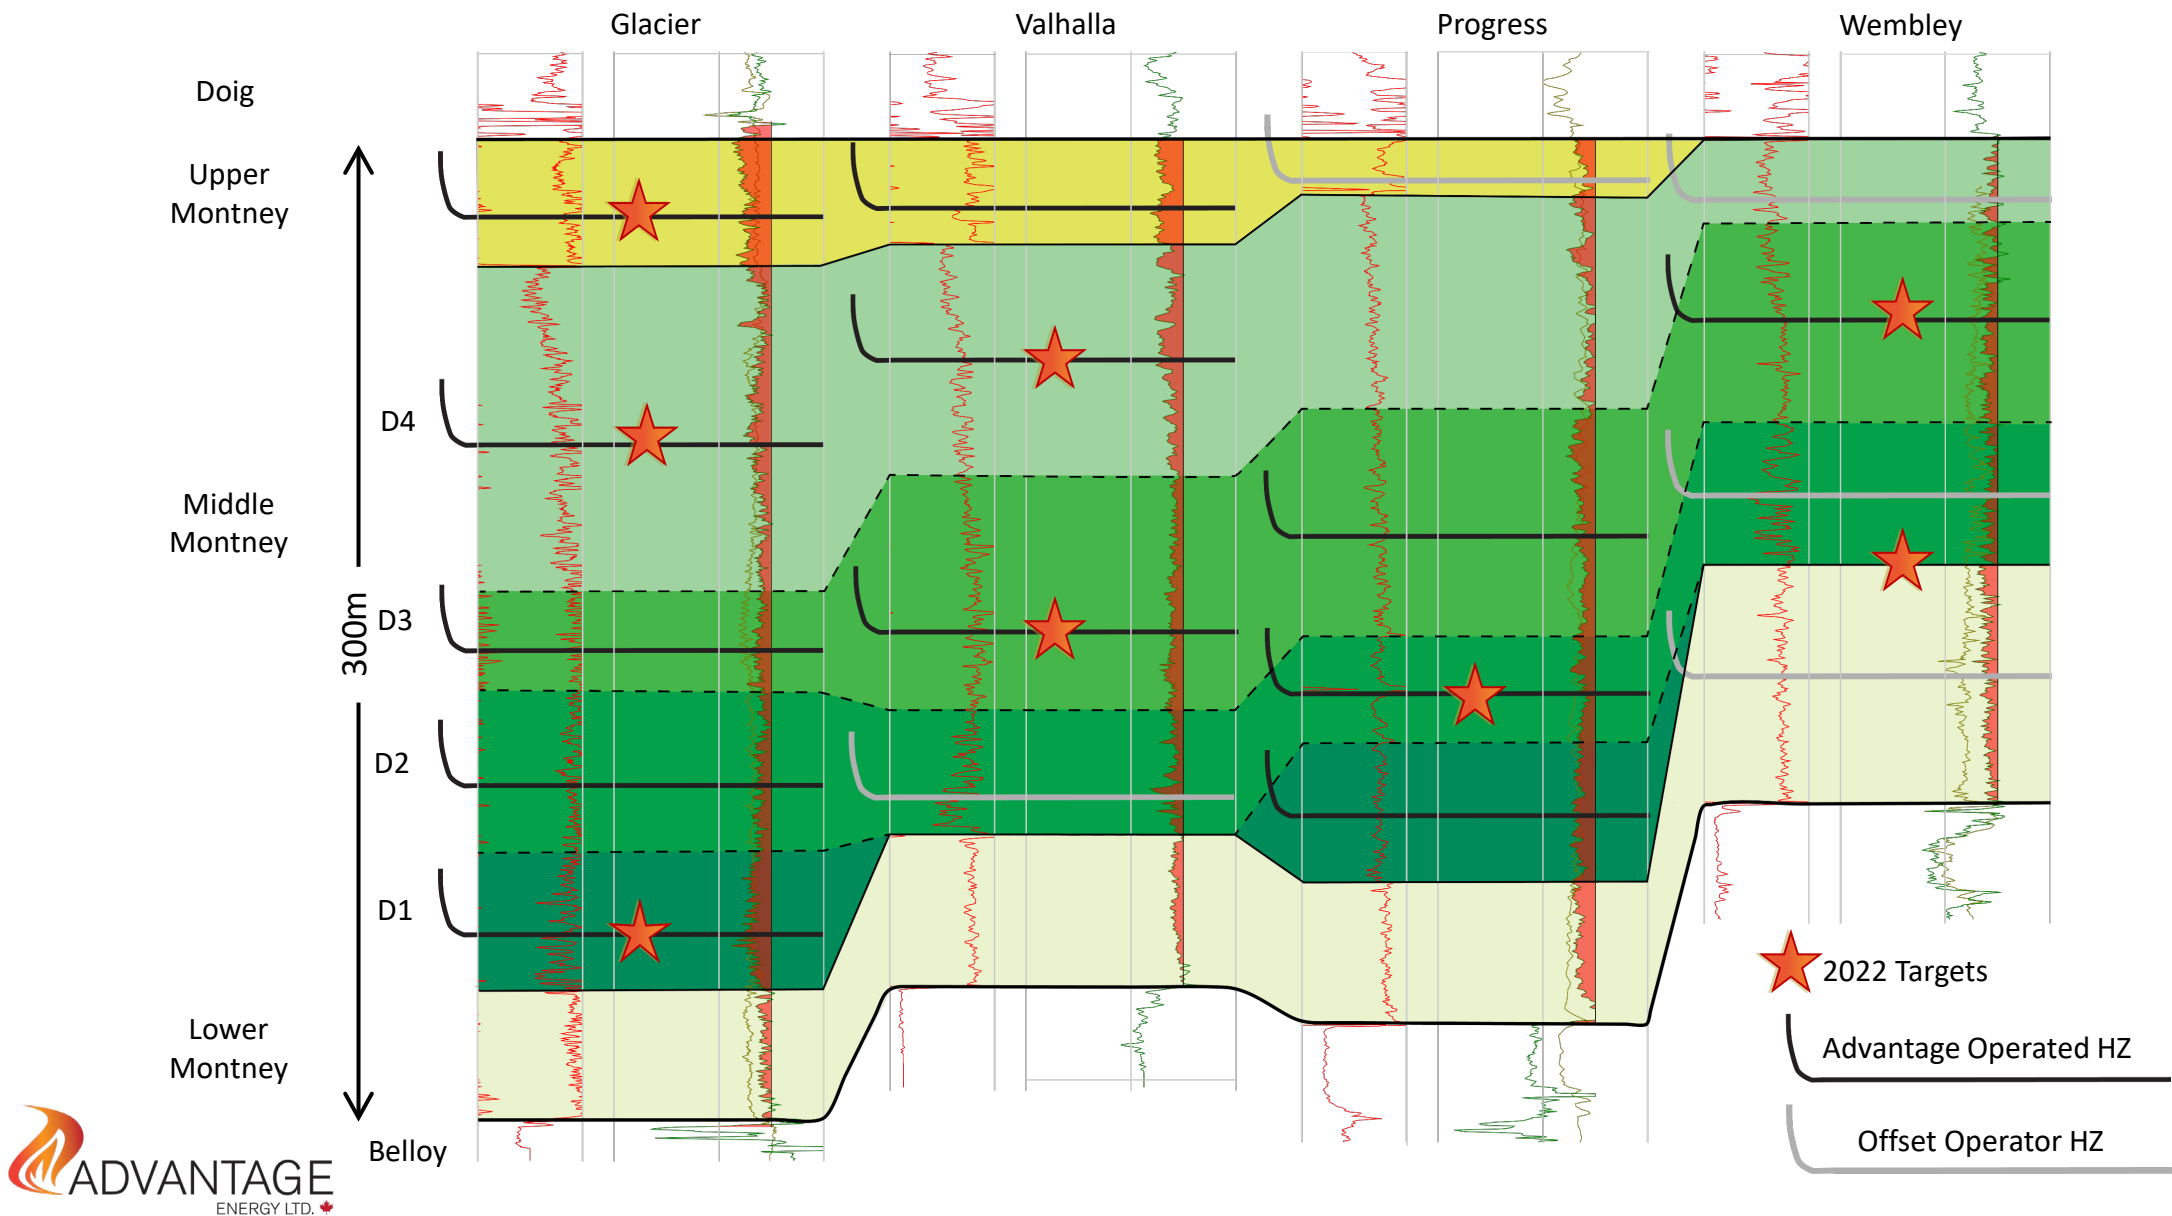 Glacier
Valhalla
Progress
Wembley
Doig
Upper
Montney
D4
Middle
Montney
300m
D3
D2
D1
Lower
Montney
Belloy
2022 Targets
Advantage Operated HZ
Offset Operator HZ
ADVANTAGE
ENERGY LTD.